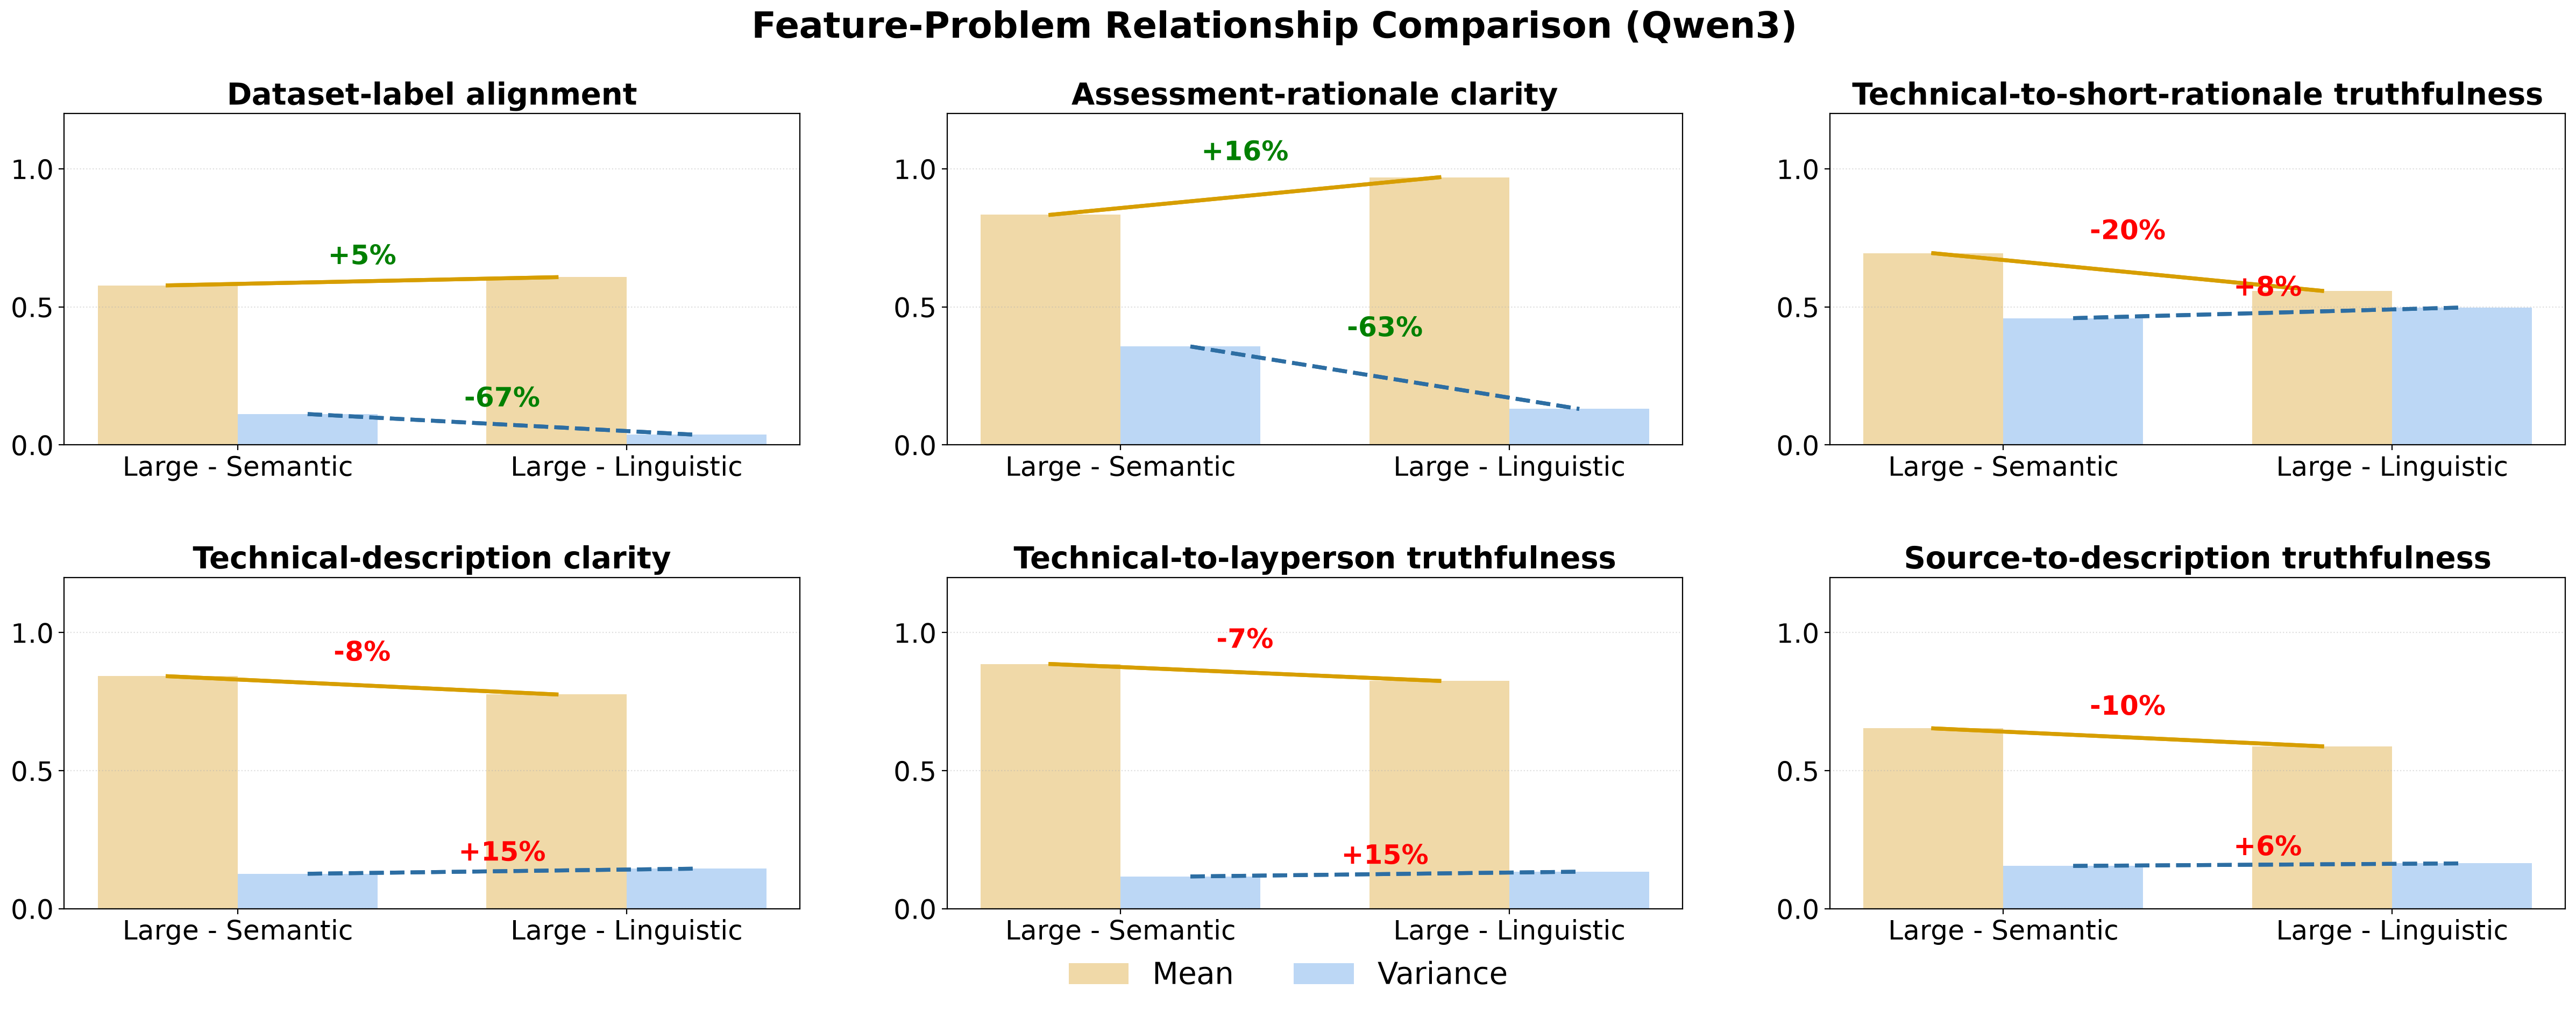 Feature-Problem Relationship Comparison (Qwen3)
Dataset-label alignment
1.0
0.5
0.0
+5%
-67%
Large - Semantic
Large - Linguistic
Assessment-rationale clarity
1.0
0.5
0.0
+16%
-63%
Large - Semantic
Large - Linguistic
Technical-to-short-rationale truthfulness
1.0
0.5
0.0
-20%
+8%
Large - Semantic
Large - Linguistic
Technical-description clarity
1.0
0.5
0.0
-8%
+15%
Large - Semantic
Large - Linguistic
Technical-to-layperson truthfulness
1.0
0.5
0.0
-7%
+15%
Large - Semantic
Large - Linguistic
Source-to-description truthfulness
1.0
0.5
0.0
-10%
+6%
Large - Semantic
Large - Linguistic
Mean
Variance